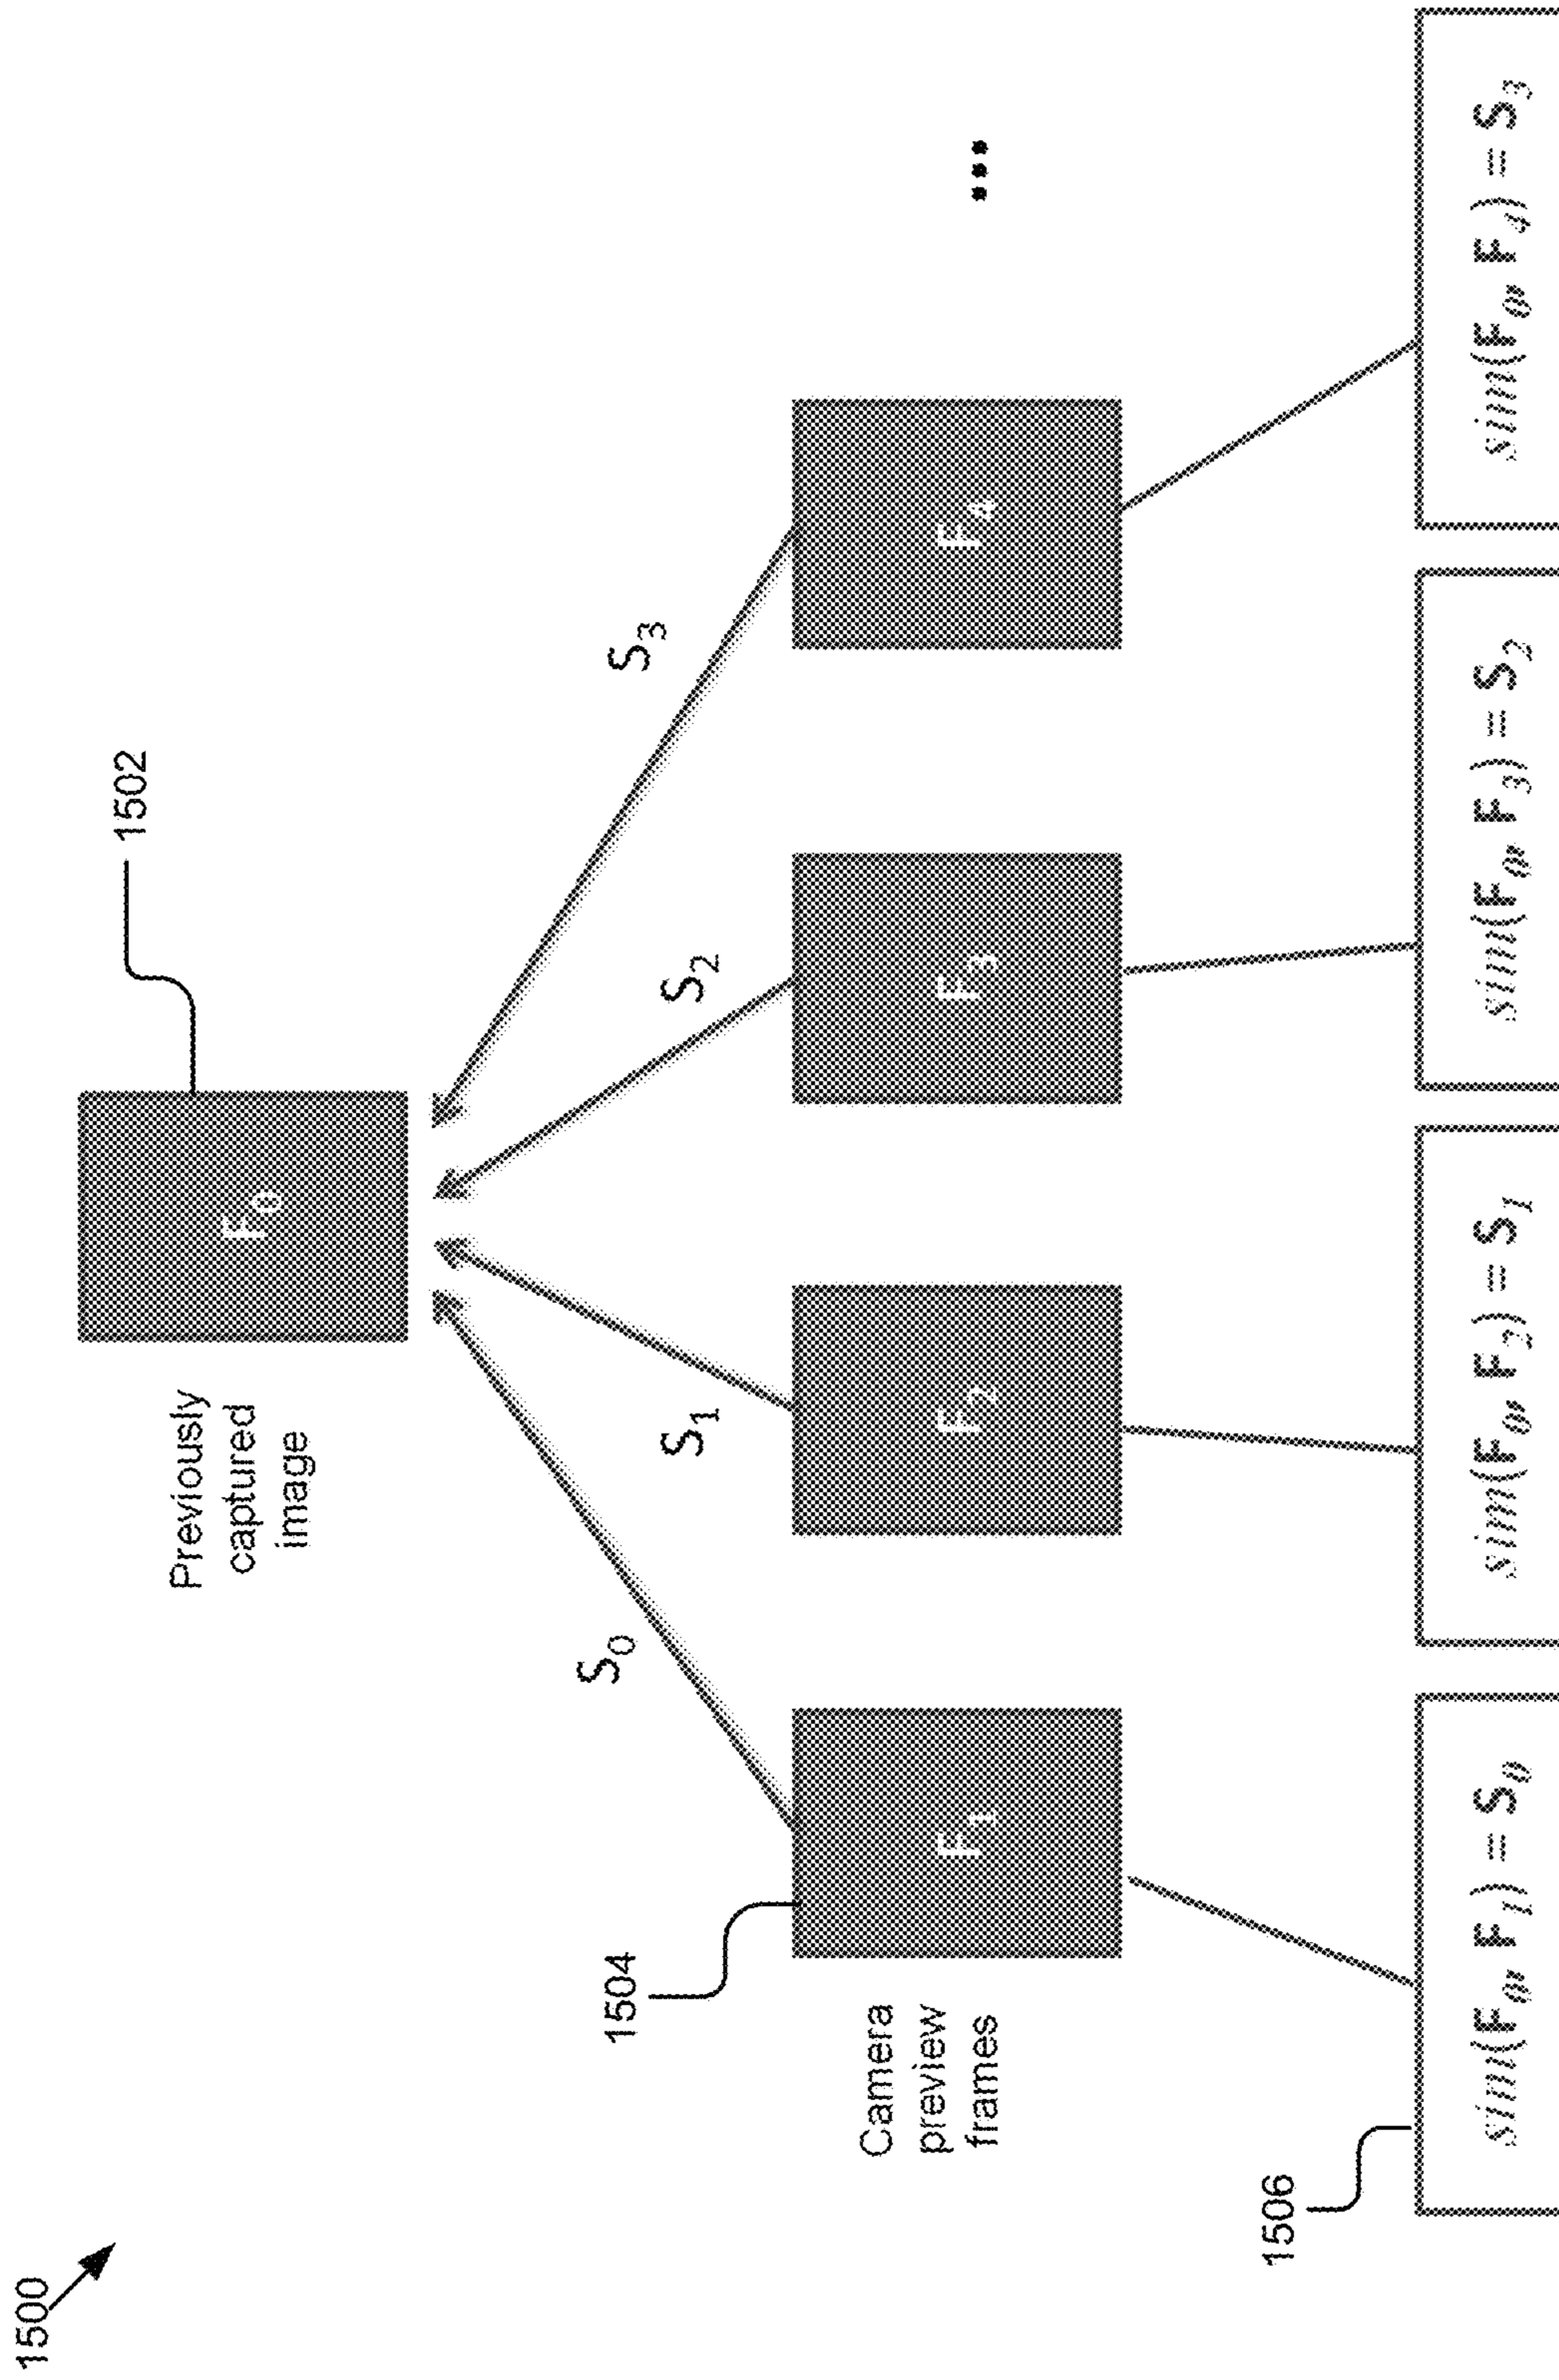 1500
1502
F0
Previously
captured
image
S0
S1
S2
S3
1504
Camera
preview
frames
F1
F2
F3
F4
...
1506
sim(F0, F1) = S0
sim(F0, F2) = S1
sim(F0, F3) = S2
sim(F0, F4) = S3